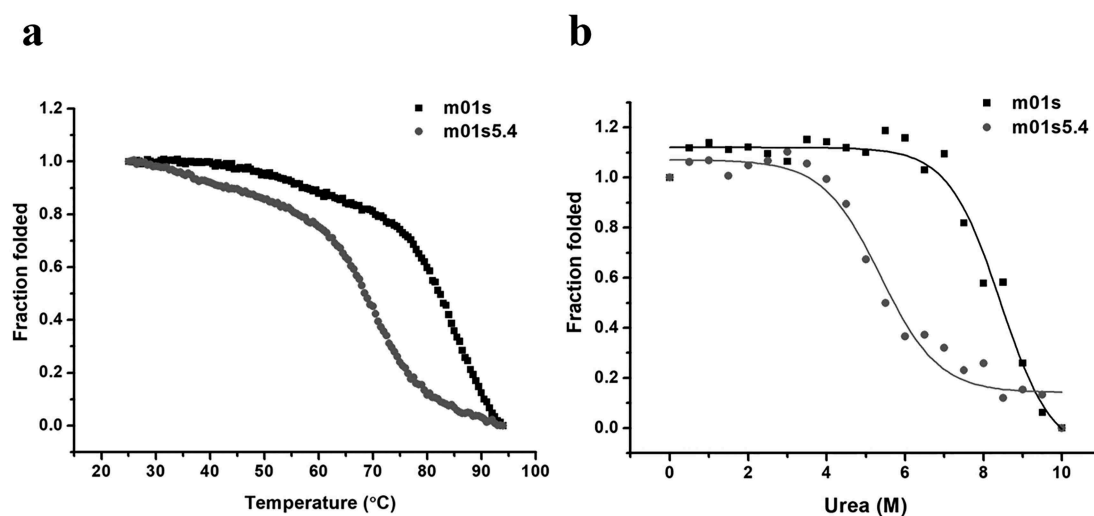 a
m01s
m01s5.4
Fraction folded
1.2
1.0
0.8
0.6
0.4
0.2
0.0
20 30 40 50 60 70 80 90 100
Temperature (°C)
b
m01s
m01s5.4
Fraction folded
1.2
1.0
0.8
0.6
0.4
0.2
0.0
0 2 4 6 8 10
Urea (M)